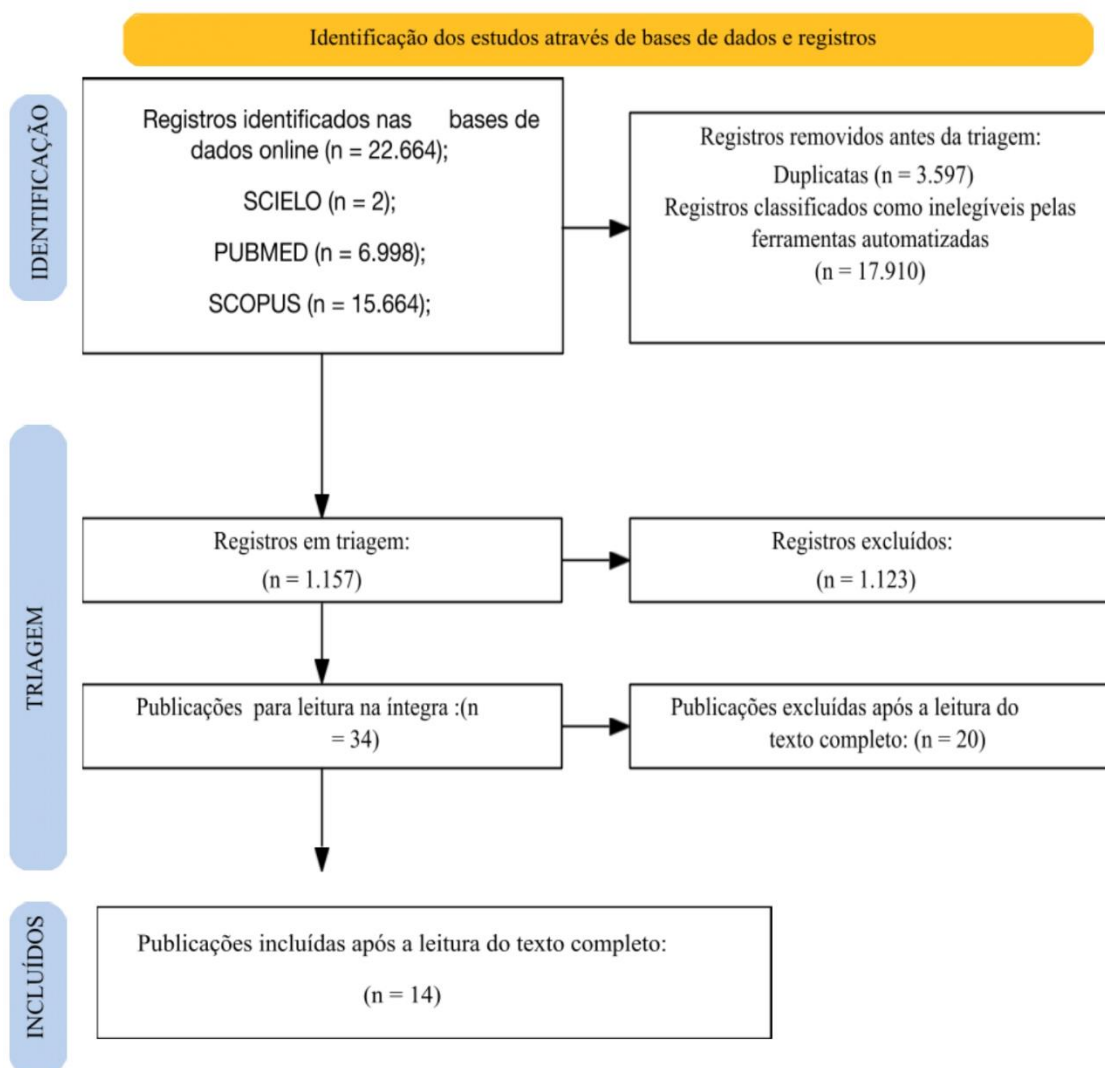 Identificação dos estudos através de bases de dados e registros
IDENTIFICAÇÃO
Registros identificados nas bases de
dados online (n = 22.664);
SCIELO (n = 2);
PUBMED (n = 6.998);
SCOPUS (n = 15.664);
Registros removidos antes da triagem:
Duplicatas (n = 3.597)
Registros classificados como inelegíveis pelas
ferramentas automatizadas
(n = 17.910)
TRIAGEM
Registros em triagem:
(n = 1.157)
Registros excluídos:
(n = 1.123)
Publicações para leitura na íntegra :(n
= 34)
Publicações excluídas após a leitura do
texto completo: (n = 20)
INCLUÍDOS
Publicações incluídas após a leitura do texto completo:
(n = 14)